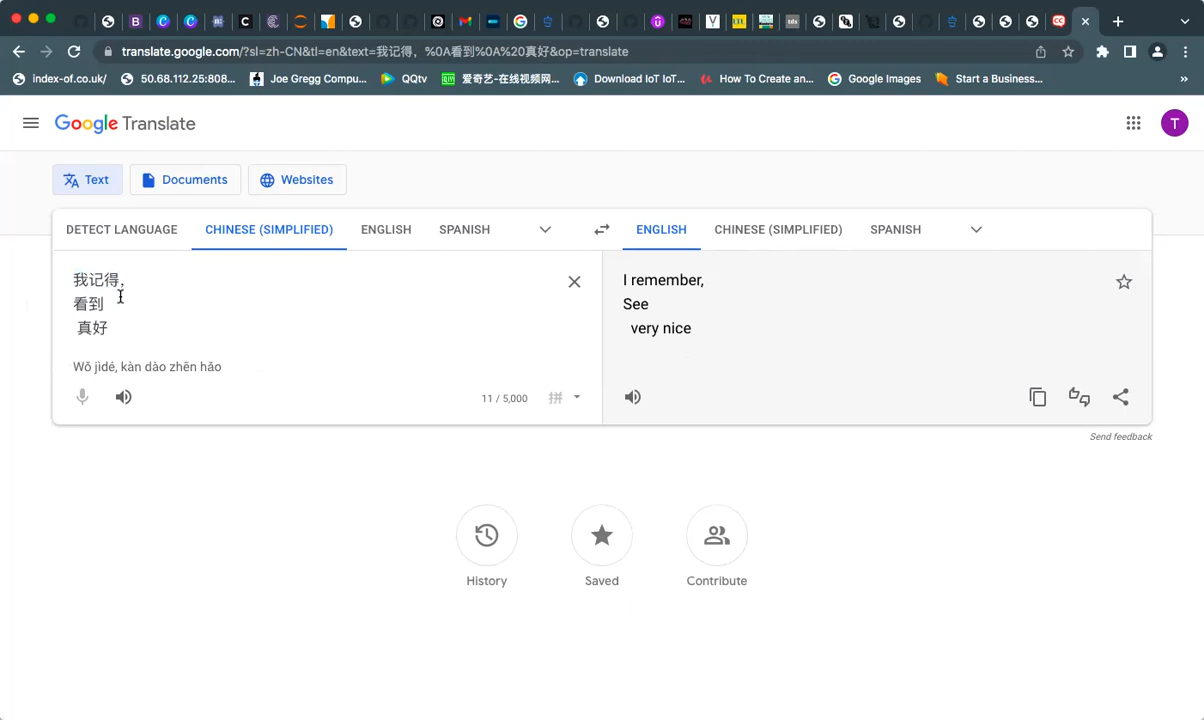 translate.google.com/?sl=zh-CN&tl=en&text=我记得，%0A看到%0A%20真好&op=translate
index-of.co.uk/ 50.68.112.25:808... Joe Gregg Compu... QQtv 爱奇艺-在线视频网... Download IoT IoT... How To Create an... Google Images Start a Business... »
Google Translate
T
Text Documents Websites
DETECT LANGUAGE CHINESE (SIMPLIFIED) ENGLISH SPANISH
ENGLISH CHINESE (SIMPLIFIED) SPANISH
我记得，
看到
真好
Wǒ jìdé, kàn dào zhēn hǎo
11 / 5,000 拼
I remember,
See
very nice
Send feedback
History Saved Contribute